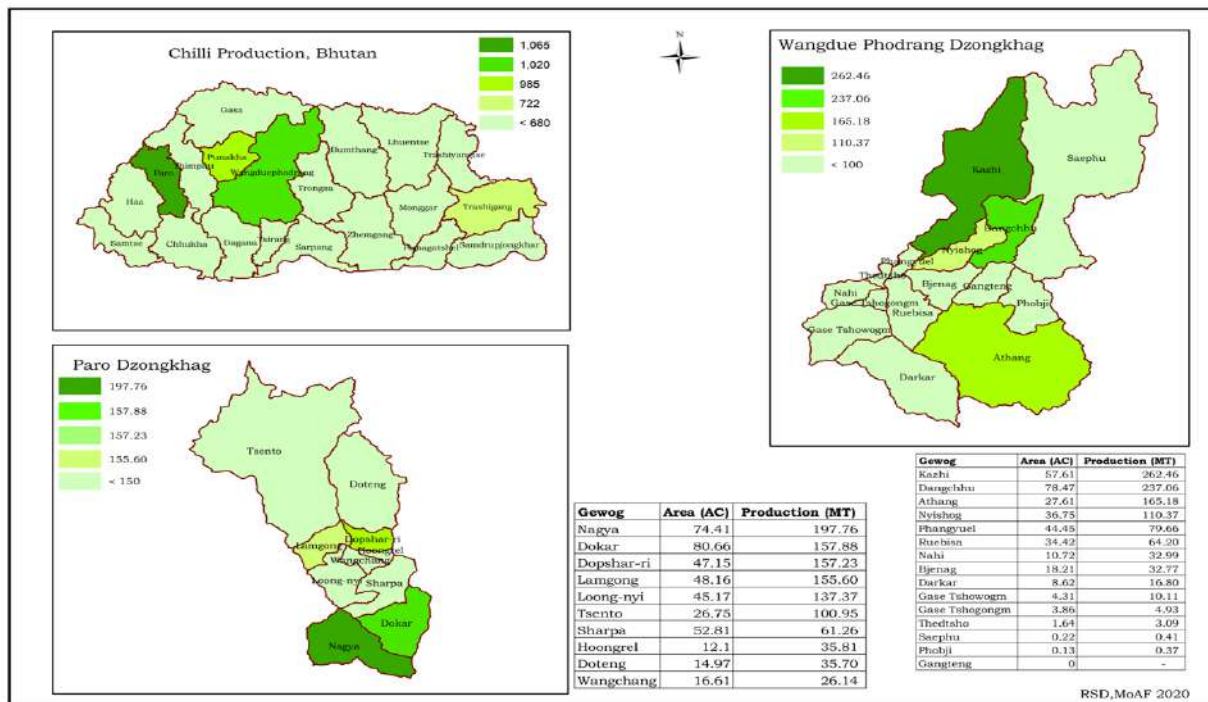 Chilli Production, Bhutan
1,065
1,020
985
722
< 680
Gasa
Punakha
Thimphu
Paro
Wangduephodrang
Bumthang
Lhuentse
Trashiyangtse
Haa
Trongsa
Monggar
Trashigang
Samtse
Chhukha
Dagana
Tsirang
Sarpang
Zhemgang
Samdrupjongkhar
N
Wangdue Phodrang Dzongkhag
262.46
237.06
165.18
110.37
< 100
Saephu
Kazhi
Dangchhu
Nyishog
Phangyuel
Thedtsho
Nahi
Bjenag
Gangteng
Gase Tshogongm
Phobji
Ruebisa
Gase Tshowogm
Athang
Darkar
Paro Dzongkhag
197.76
157.88
157.23
155.60
< 150
Tsento
Doteng
Dopshar-ri
Lamgong
Hoongrel
Wangchang
Loong-nyi
Sharpa
Dokar
Nagya
Gewog Area (AC) Production (MT)
Nagya 74.41 197.76
Dokar 80.66 157.88
Dopshar-ri 47.15 157.23
Lamgong 48.16 155.60
Loong-nyi 45.17 137.37
Tsento 26.75 100.95
Sharpa 52.81 61.26
Hoongrel 12.1 35.81
Doteng 14.97 35.70
Wangchang 16.61 26.14
Gewog Area (AC) Production (MT)
Kazhi 57.61 262.46
Dangchhu 78.47 237.06
Athang 27.61 165.18
Nyishog 36.75 110.37
Phangyuel 44.45 79.66
Ruebisa 34.42 64.20
Nahi 10.72 32.99
Bjenag 18.21 32.77
Darkar 8.62 16.80
Gase Tshowogm 4.31 10.11
Gase Tshogongm 3.86 4.93
Thedtsho 1.64 3.09
Saephu 0.22 0.41
Phobji 0.13 0.37
Gangteng 0 -
RSD,MoAF 2020